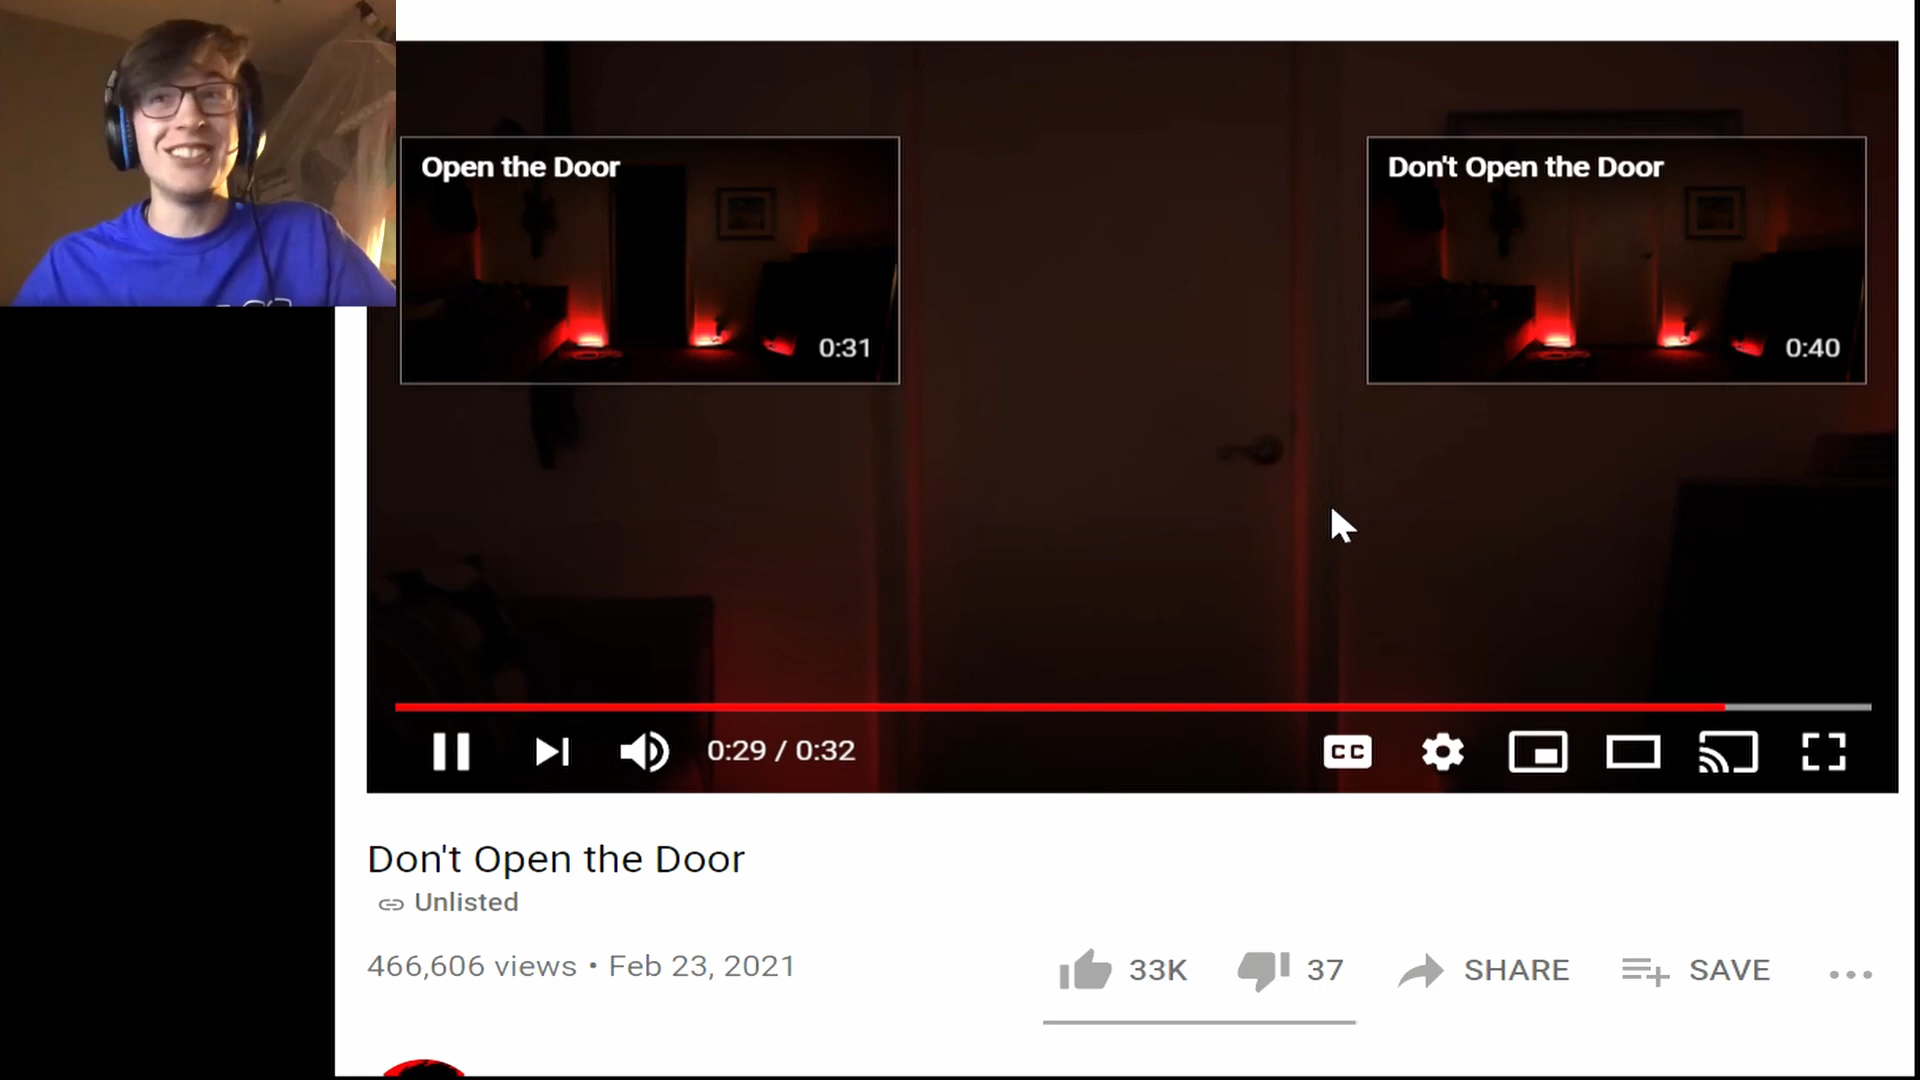 Open the Door
0:31
Don't Open the Door
0:40
0:29 / 0:32
CC
Don't Open the Door
Unlisted
466,606 views • Feb 23, 2021
33K
37
SHARE
SAVE